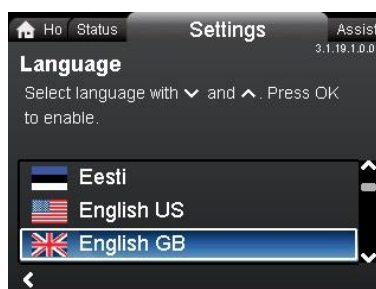 Ho Status Settings Assist
3.1.19.1.0.0
Language
Select language with and . Press OK
to enable.
Eesti
English US
English GB